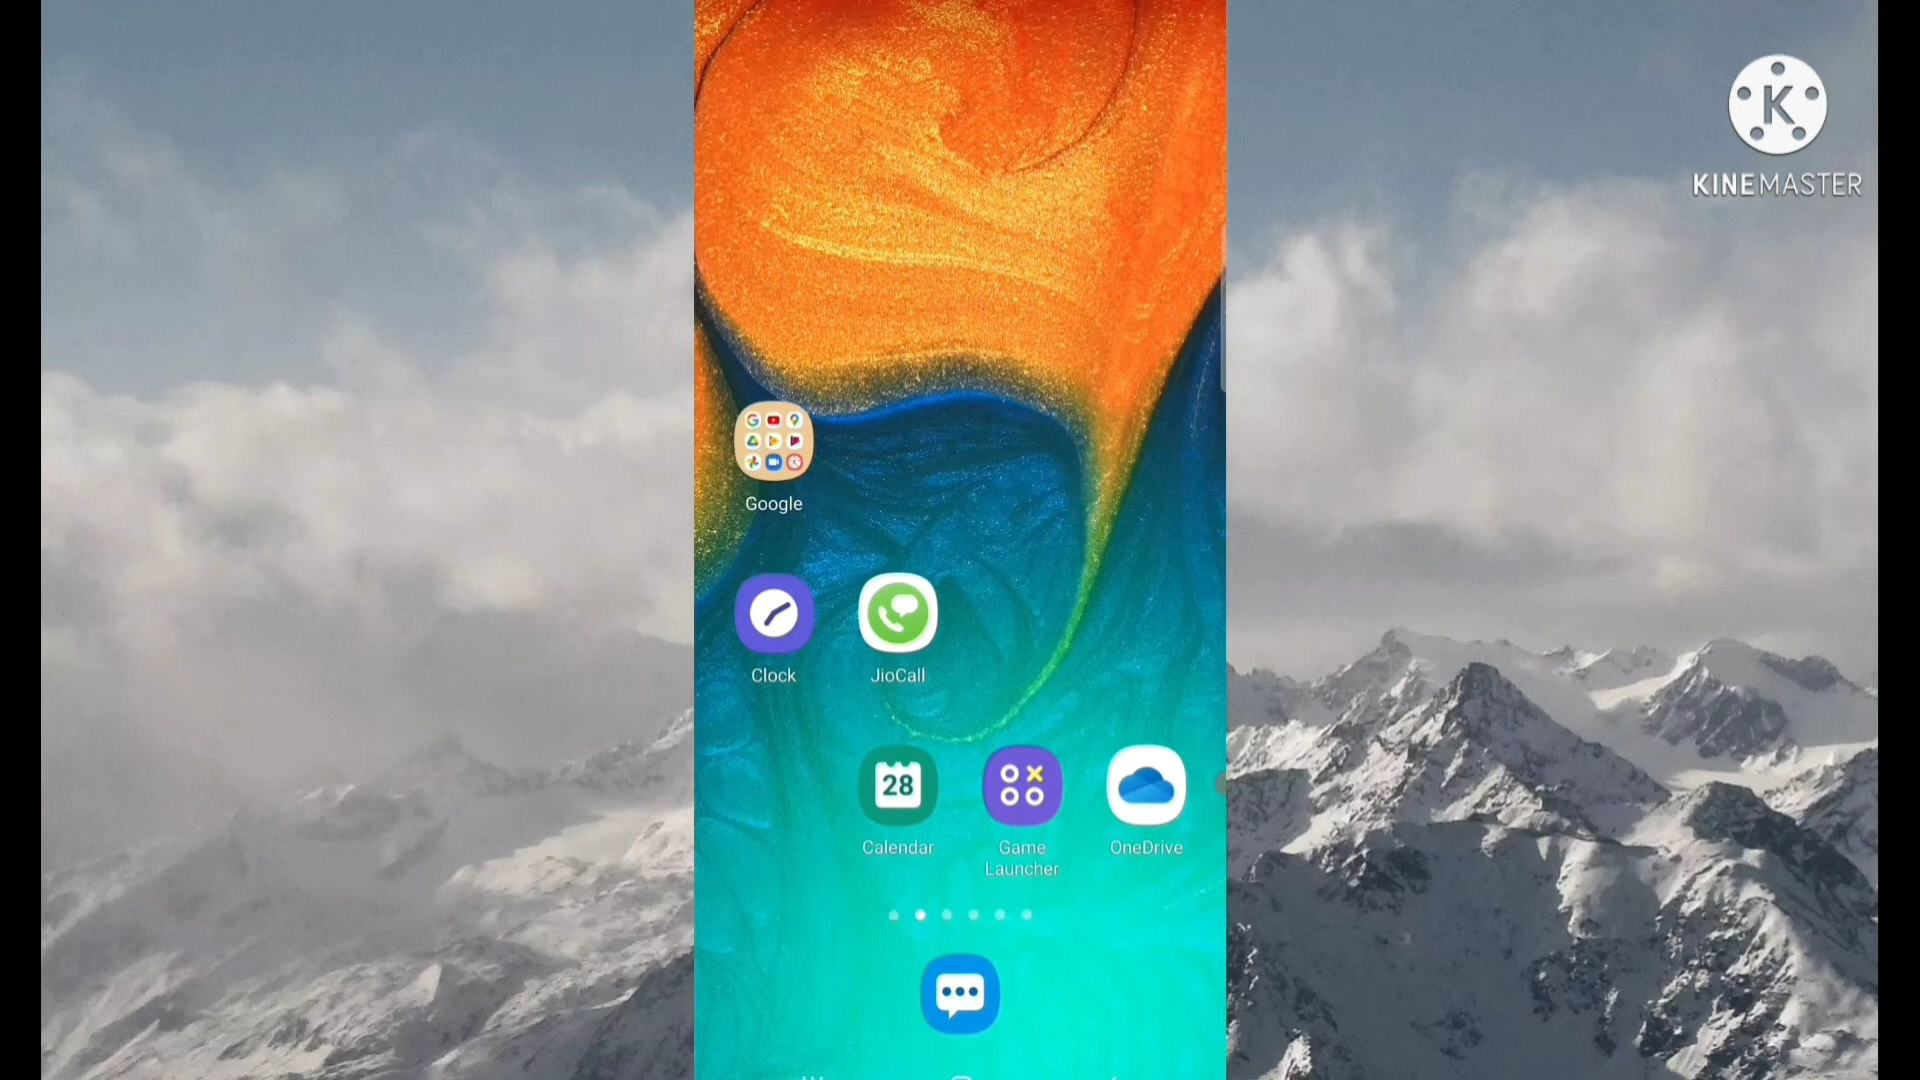 K
KINEMASTER
Google
Clock
JioCall
28
Calendar
Game
Launcher
OneDrive